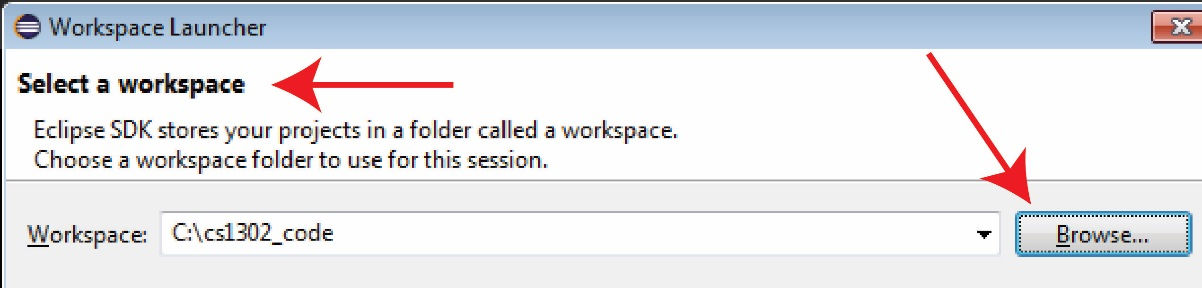 Workspace Launcher
Select a workspace
Eclipse SDK stores your projects in a folder called a workspace.
Choose a workspace folder to use for this session.
Workspace: C:\cs1302_code Browse...